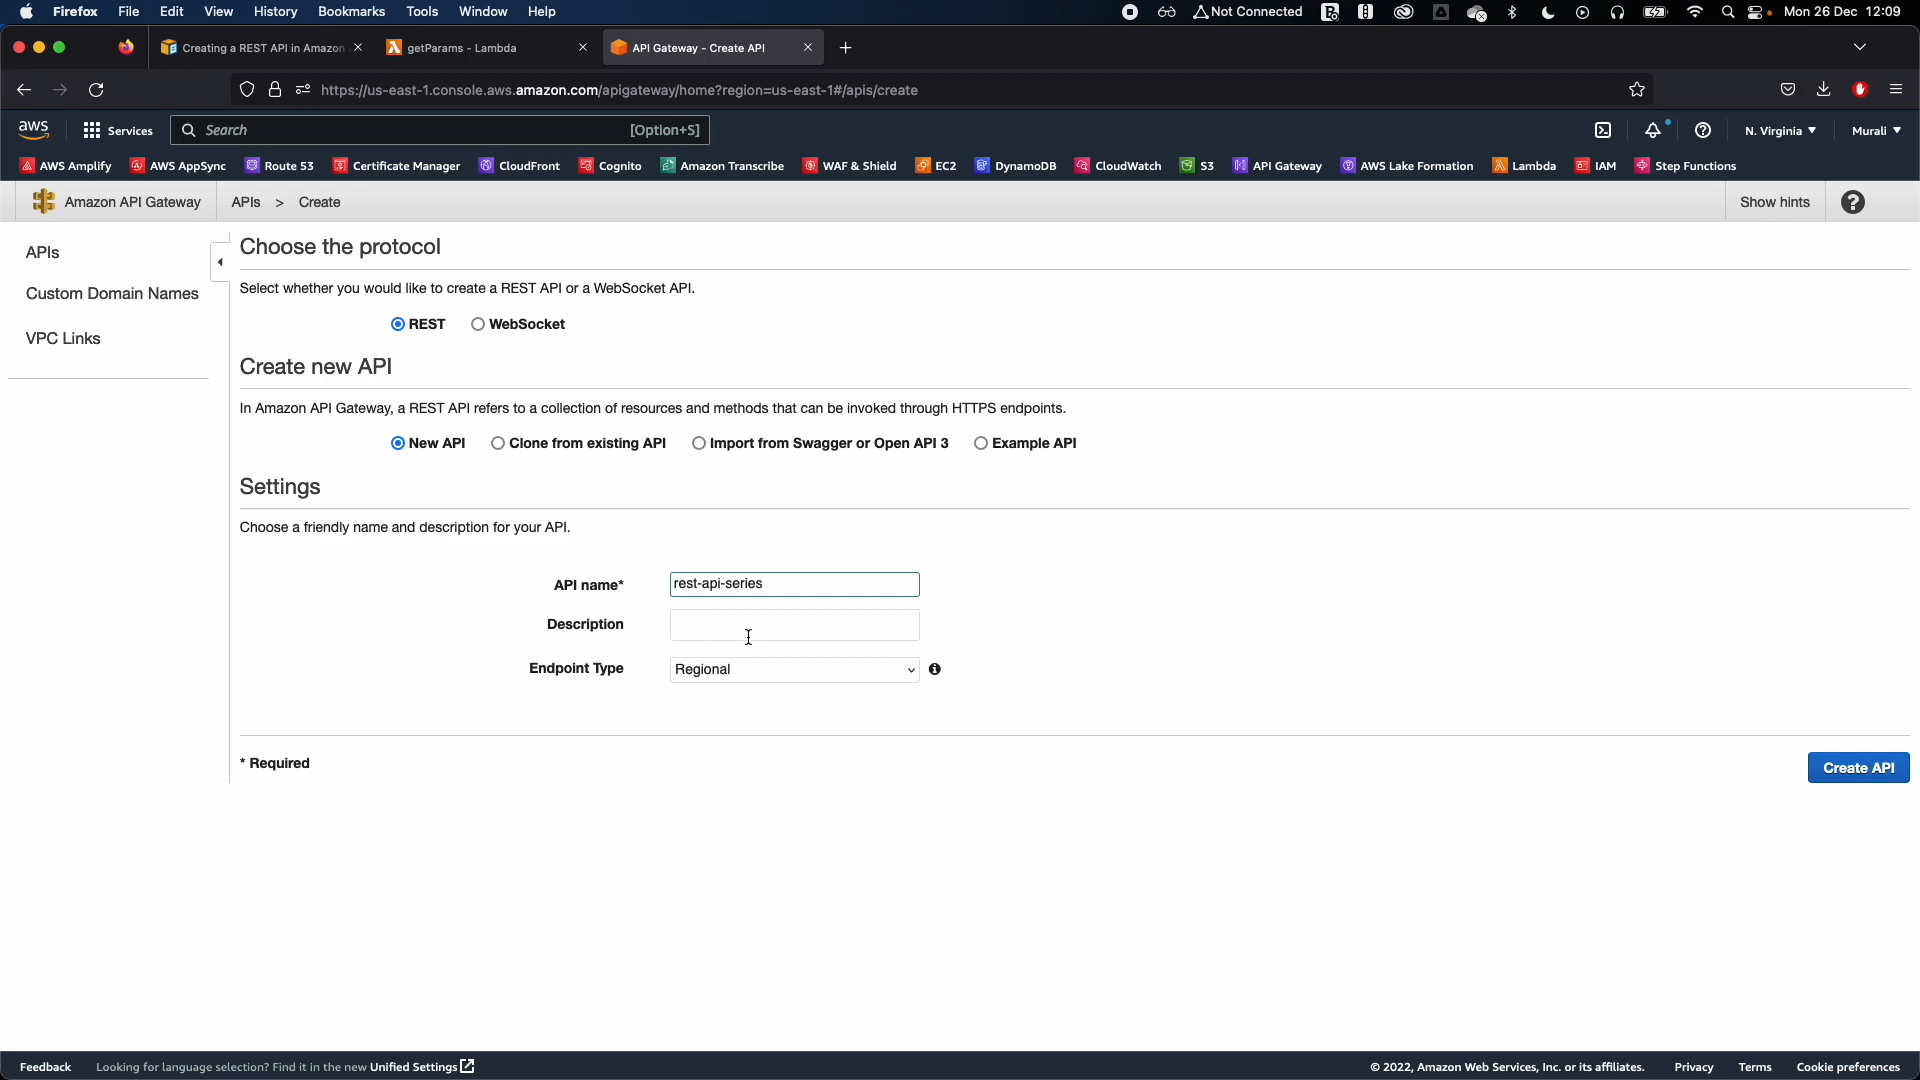 Firefox File Edit View History Bookmarks Tools Window Help Not Connected Mon 26 Dec 12:09
Creating a REST API in Amazon getParams - Lambda API Gateway - Create API
https://us-east-1.console.aws.amazon.com/apigateway/home?region=us-east-1#/apis/create
aws Services Search [Option+S] N. Virginia Murali
AWS Amplify AWS AppSync Route 53 Certificate Manager CloudFront Cognito Amazon Transcribe WAF & Shield EC2 DynamoDB CloudWatch S3 API Gateway AWS Lake Formation Lambda IAM Step Functions
Amazon API Gateway APIs > Create Show hints
APIs
Custom Domain Names
VPC Links
Choose the protocol
Select whether you would like to create a REST API or a WebSocket API.
REST WebSocket
Create new API
In Amazon API Gateway, a REST API refers to a collection of resources and methods that can be invoked through HTTPS endpoints.
New API Clone from existing API Import from Swagger or Open API 3 Example API
Settings
Choose a friendly name and description for your API.
API name* rest-api-series
Description
Endpoint Type Regional
* Required Create API
Feedback Looking for language selection? Find it in the new Unified Settings © 2022, Amazon Web Services, Inc. or its affiliates. Privacy Terms Cookie preferences